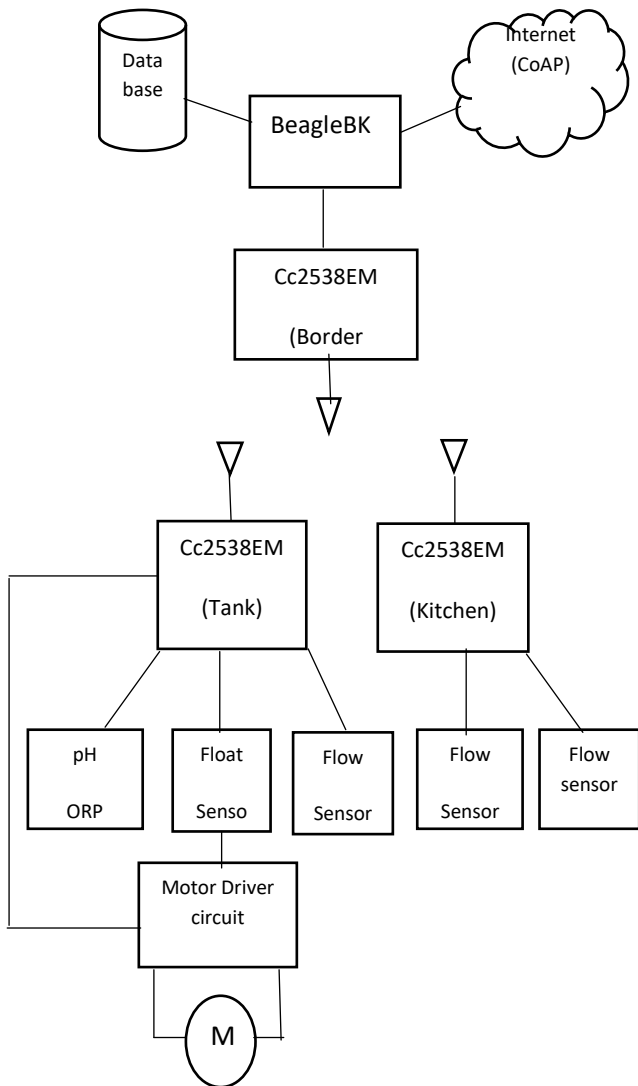 Data
base
Internet
(CoAP)
BeagleBK
Cc2538EM
(Border
Cc2538EM
(Tank)
Cc2538EM
(Kitchen)
pH
ORP
Float
Senso
Flow
Sensor
Flow
Sensor
Flow
sensor
Motor Driver
circuit
M